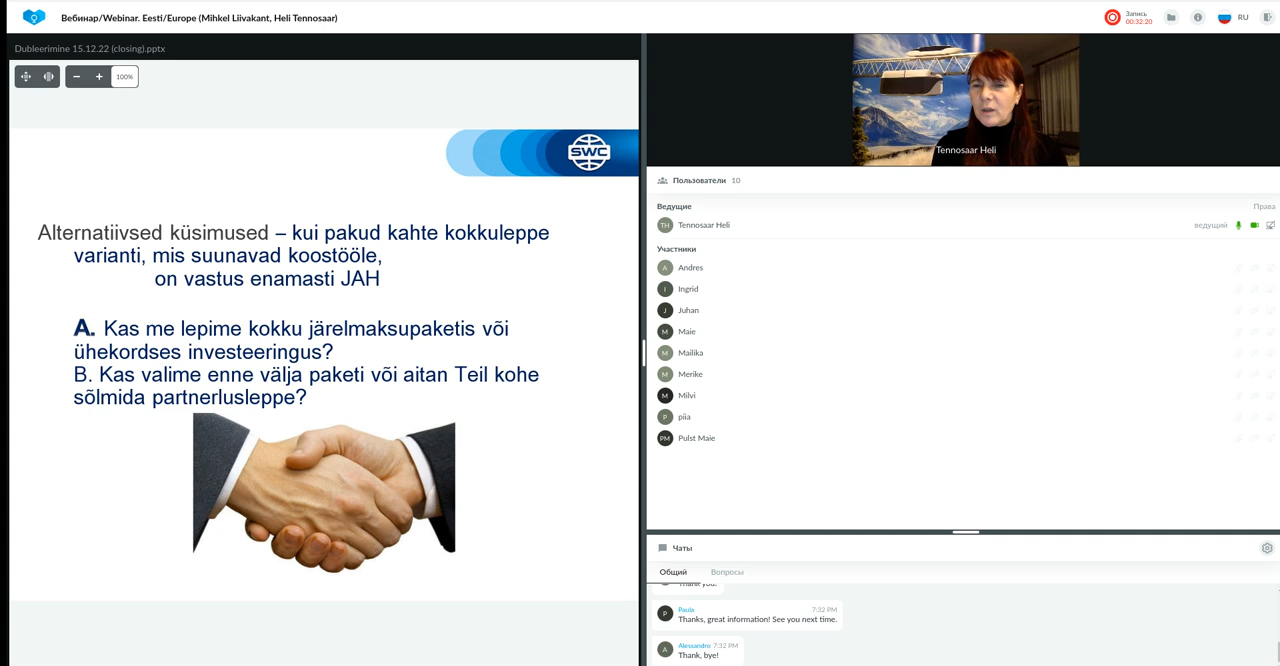 Вебинар/Webinar. Eesti/Europe (Mihkel Liivakant, Heli Tennosaar)
Запись
00:32:20
RU
Dubleerimine 15.12.22 (closing).pptx
100%
SWC
Alternatiivsed küsimused – kui pakud kahte kokkuleppe
varianti, mis suunavad koostööle,
on vastus enamasti JAH
A. Kas me lepime kokku järelmaksupaketis või
ühekordses investeeringus?
B. Kas valime enne välja paketi või aitan Teil kohe
sõlmida partnerlusleppe?
Tennosaar Heli
Пользователи 10
Ведущие Права
TH Tennosaar Heli ведущий
Участники
A Andres
I Ingrid
J Juhan
M Maie
M Mailika
M Merike
M Milvi
P piia
PM Pulst Maie
Чаты
Общий Вопросы
Thank you!
P Paula 7:32 PM
Thanks, great information! See you next time.
A Alessandro 7:32 PM
Thank, bye!